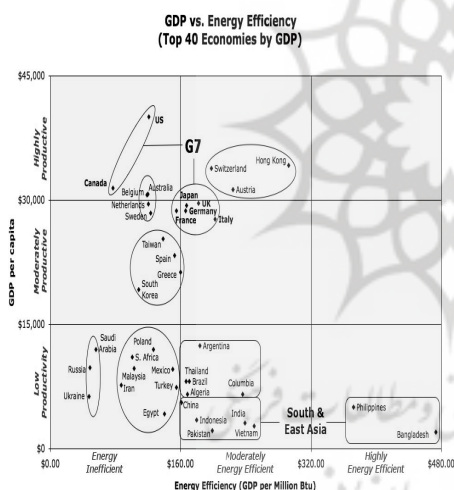 GDP vs. Energy Efficiency
(Top 40 Economies by GDP)
$45,000
US
G7
Hong Kong
Switzerland
Canada
Australia
Belgium
Austria
Highly
Productive
$30,000
Netherlands
Japan
UK
Germany
Sweden
France
Italy
Taiwan
Spain
Greece
South
Korea
GDP per capita
Moderately
Productive
$15,000
Saudi
Arabia
Poland
Argentina
S. Africa
Russia
Malaysia
Mexico
Thailand
Brazil
Iran
Turkey
Algeria
Columbia
Ukraine
China
Egypt
Indonesia
India
Pakistan
Vietnam
South &
East Asia
Philippines
Bangladesh
Low
Productivity
$0
$0.00
Energy
Inefficient
$160.00
Moderately
Energy Efficient
$320.00
Highly
Energy Efficient
$480.00
Energy Efficiency (GDP per Million Btu)